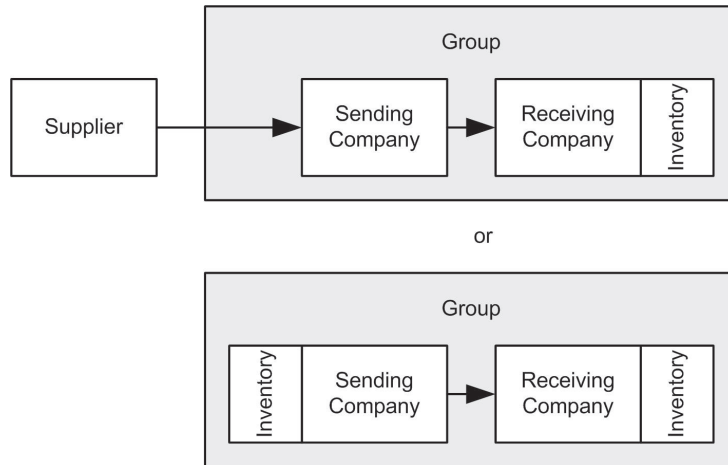 Group
Supplier
Sending
Company
Receiving
Company
Inventory
or
Group
Inventory
Sending
Company
Receiving
Company
Inventory